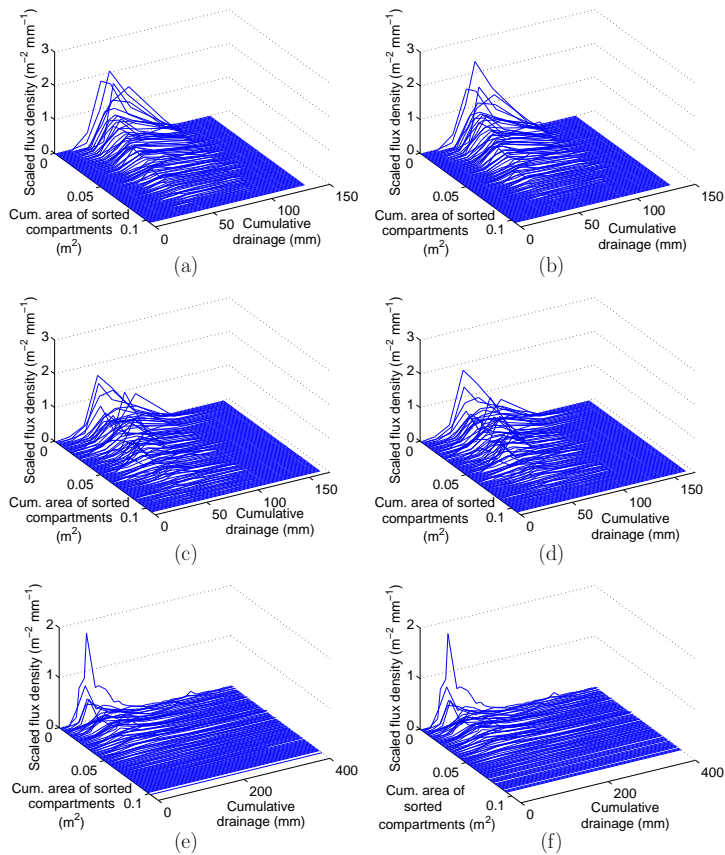 3
2
1
0
Scaled flux density (m⁻² mm⁻¹)
0
0.05
0.1
Cum. area of sorted
compartments
(m²)
0
50
100
150
Cumulative
drainage (mm)
(a)
3
2
1
0
Scaled flux density (m⁻² mm⁻¹)
0
0.05
0.1
Cum. area of sorted
compartments
(m²)
0
50
100
150
Cumulative
drainage (mm)
(b)
3
2
1
0
Scaled flux density (m⁻² mm⁻¹)
0
0.05
0.1
Cum. area of sorted
compartments
(m²)
0
50
100
150
Cumulative
drainage (mm)
(c)
3
2
1
0
Scaled flux density (m⁻² mm⁻¹)
0
0.05
0.1
Cum. area of sorted
compartments
(m²)
0
50
100
150
Cumulative
drainage (mm)
(d)
2
1
0
Scaled flux density (m⁻² mm⁻¹)
0
0.05
0.1
Cum. area of sorted
compartments
(m²)
0
200
400
Cumulative
drainage (mm)
(e)
2
1
0
Scaled flux density (m⁻² mm⁻¹)
0
0.05
0.1
Cum. area of
sorted
compartments (m²)
0
200
400
Cumulative
drainage (mm)
(f)